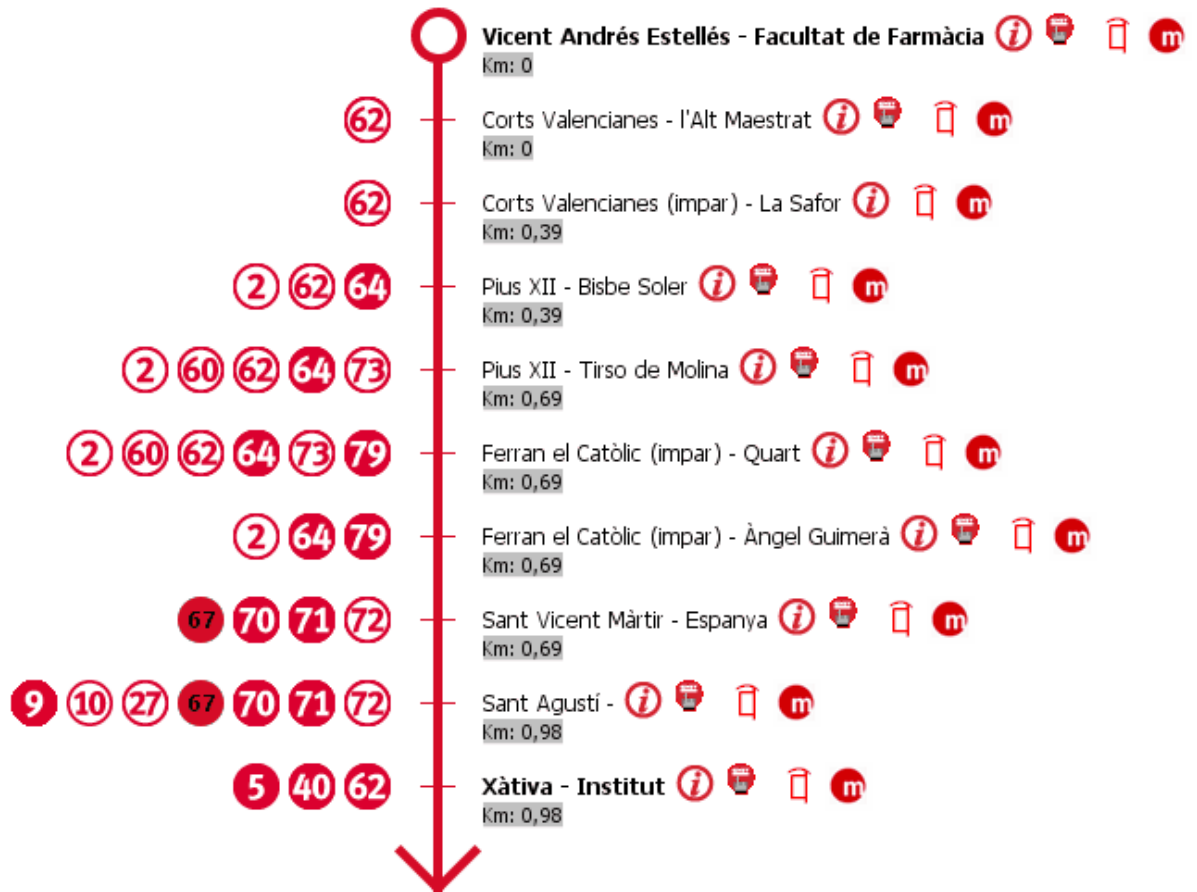 Vicent Andrés Estellés - Facultat de Farmàcia i m
Km: 0
62 Corts Valencianes - l'Alt Maestrat i m
Km: 0
62 Corts Valencianes (impar) - La Safor i m
Km: 0,39
2 62 64 Pius XII - Bisbe Soler i m
Km: 0,39
2 60 62 64 73 Pius XII - Tirso de Molina i m
Km: 0,69
2 60 62 64 73 79 Ferran el Catòlic (impar) - Quart i m
Km: 0,69
2 64 79 Ferran el Catòlic (impar) - Àngel Guimerà i m
Km: 0,69
67 70 71 72 Sant Vicent Màrtir - Espanya i m
Km: 0,69
9 10 27 67 70 71 72 Sant Agustí - i m
Km: 0,98
5 40 62 Xàtiva - Institut i m
Km: 0,98